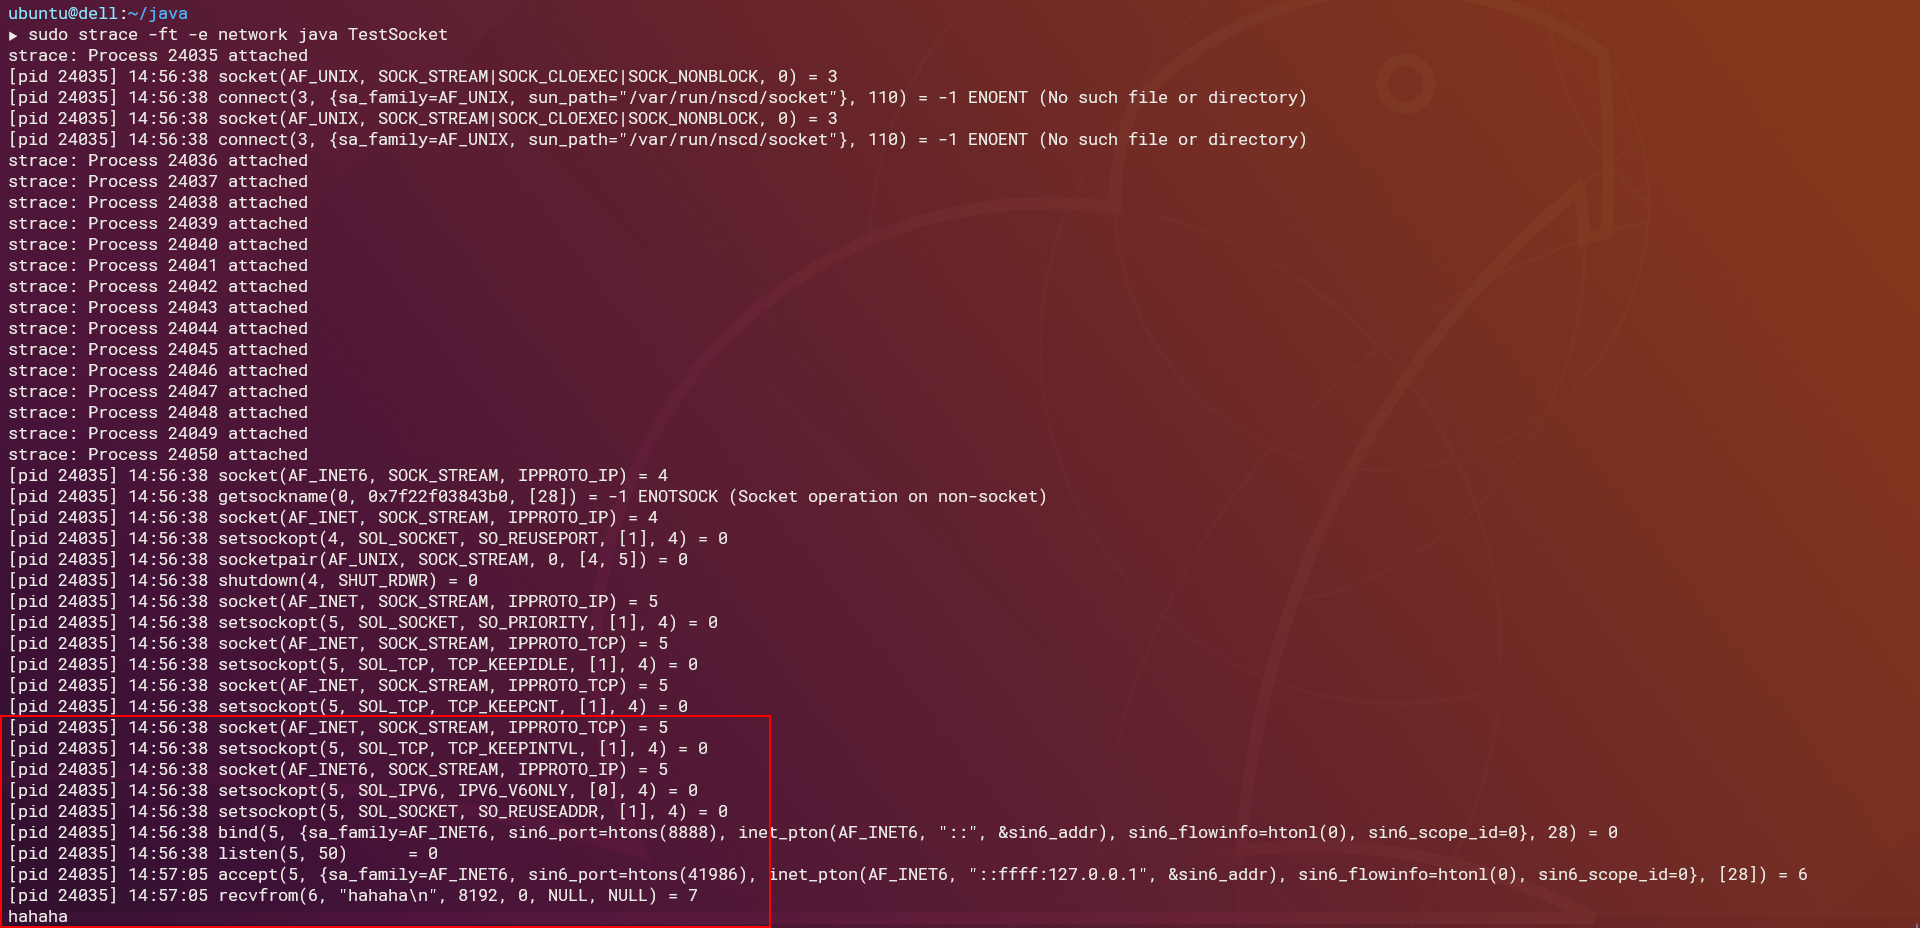 ubuntu@dell:~/java
▶ sudo strace -ft -e network java TestSocket
strace: Process 24035 attached
[pid 24035] 14:56:38 socket(AF_UNIX, SOCK_STREAM|SOCK_CLOEXEC|SOCK_NONBLOCK, 0) = 3
[pid 24035] 14:56:38 connect(3, {sa_family=AF_UNIX, sun_path="/var/run/nscd/socket"}, 110) = -1 ENOENT (No such file or directory)
[pid 24035] 14:56:38 socket(AF_UNIX, SOCK_STREAM|SOCK_CLOEXEC|SOCK_NONBLOCK, 0) = 3
[pid 24035] 14:56:38 connect(3, {sa_family=AF_UNIX, sun_path="/var/run/nscd/socket"}, 110) = -1 ENOENT (No such file or directory)
strace: Process 24036 attached
strace: Process 24037 attached
strace: Process 24038 attached
strace: Process 24039 attached
strace: Process 24040 attached
strace: Process 24041 attached
strace: Process 24042 attached
strace: Process 24043 attached
strace: Process 24044 attached
strace: Process 24045 attached
strace: Process 24046 attached
strace: Process 24047 attached
strace: Process 24048 attached
strace: Process 24049 attached
strace: Process 24050 attached
[pid 24035] 14:56:38 socket(AF_INET6, SOCK_STREAM, IPPROTO_IP) = 4
[pid 24035] 14:56:38 getsockname(0, 0x7f22f03843b0, [28]) = -1 ENOTSOCK (Socket operation on non-socket)
[pid 24035] 14:56:38 socket(AF_INET, SOCK_STREAM, IPPROTO_IP) = 4
[pid 24035] 14:56:38 setsockopt(4, SOL_SOCKET, SO_REUSEPORT, [1], 4) = 0
[pid 24035] 14:56:38 socketpair(AF_UNIX, SOCK_STREAM, 0, [4, 5]) = 0
[pid 24035] 14:56:38 shutdown(4, SHUT_RDWR) = 0
[pid 24035] 14:56:38 socket(AF_INET, SOCK_STREAM, IPPROTO_IP) = 5
[pid 24035] 14:56:38 setsockopt(5, SOL_SOCKET, SO_PRIORITY, [1], 4) = 0
[pid 24035] 14:56:38 socket(AF_INET, SOCK_STREAM, IPPROTO_TCP) = 5
[pid 24035] 14:56:38 setsockopt(5, SOL_TCP, TCP_KEEPIDLE, [1], 4) = 0
[pid 24035] 14:56:38 socket(AF_INET, SOCK_STREAM, IPPROTO_TCP) = 5
[pid 24035] 14:56:38 setsockopt(5, SOL_TCP, TCP_KEEPCNT, [1], 4) = 0
[pid 24035] 14:56:38 socket(AF_INET, SOCK_STREAM, IPPROTO_TCP) = 5
[pid 24035] 14:56:38 setsockopt(5, SOL_TCP, TCP_KEEPINTVL, [1], 4) = 0
[pid 24035] 14:56:38 socket(AF_INET6, SOCK_STREAM, IPPROTO_IP) = 5
[pid 24035] 14:56:38 setsockopt(5, SOL_IPV6, IPV6_V6ONLY, [0], 4) = 0
[pid 24035] 14:56:38 setsockopt(5, SOL_SOCKET, SO_REUSEADDR, [1], 4) = 0
[pid 24035] 14:56:38 bind(5, {sa_family=AF_INET6, sin6_port=htons(8888), inet_pton(AF_INET6, "::", &sin6_addr), sin6_flowinfo=htonl(0), sin6_scope_id=0}, 28) = 0
[pid 24035] 14:56:38 listen(5, 50)      = 0
[pid 24035] 14:57:05 accept(5, {sa_family=AF_INET6, sin6_port=htons(41986), inet_pton(AF_INET6, "::ffff:127.0.0.1", &sin6_addr), sin6_flowinfo=htonl(0), sin6_scope_id=0}, [28]) = 6
[pid 24035] 14:57:05 recvfrom(6, "hahaha\n", 8192, 0, NULL, NULL) = 7
hahaha